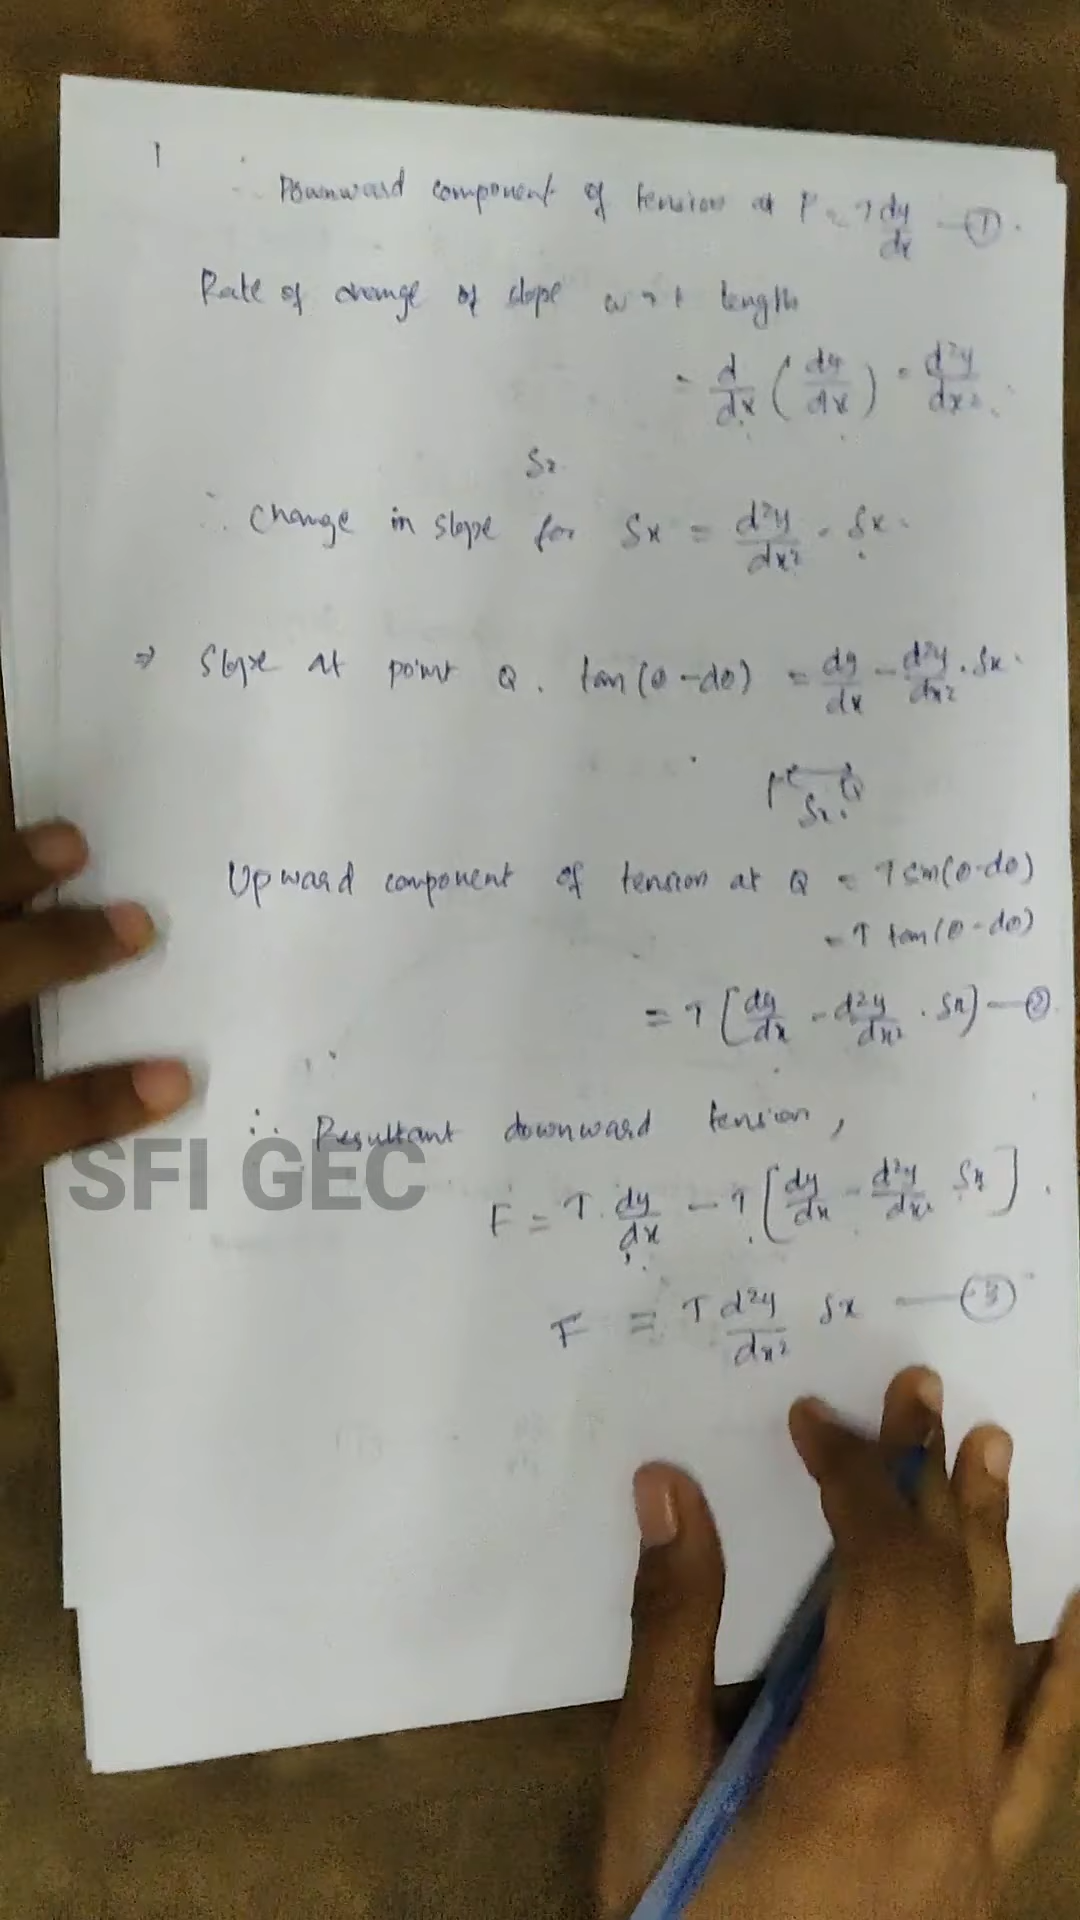 1
∴ Downward component of tension at P = T dy/dx — ①.
Rate of change of slope w r t length
= d/dx (dy/dx) = d²y/dx².
Sx
∴ change in slope for δx = d²y/dx² . δx.
⇒ Slope at point Q. tan(θ-dθ) = dy/dx - d²y/dx² . δx.
P Q
δx.
Upward component of tension at Q = T sin(θ-dθ)
= T tan(θ-dθ)
= T [dy/dx - d²y/dx² . δx] — ②.
∴ Resultant downward tension,
SFI GEC
F = T. dy/dx - T [dy/dx - d²y/dx² δx].
F = T d²y/dx² δx — ③